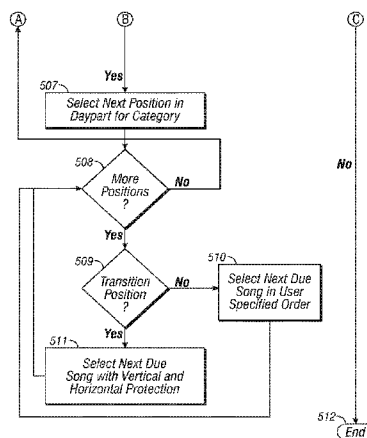 A
B
C
Yes
507
Select Next Position in
Daypart for Category
508
More
Positions
?
No
No
Yes
509
Transition
Position
?
No
510
Select Next Due
Song in User
Specified Order
Yes
511
Select Next Due
Song with Vertical and
Horizontal Protection
512
End